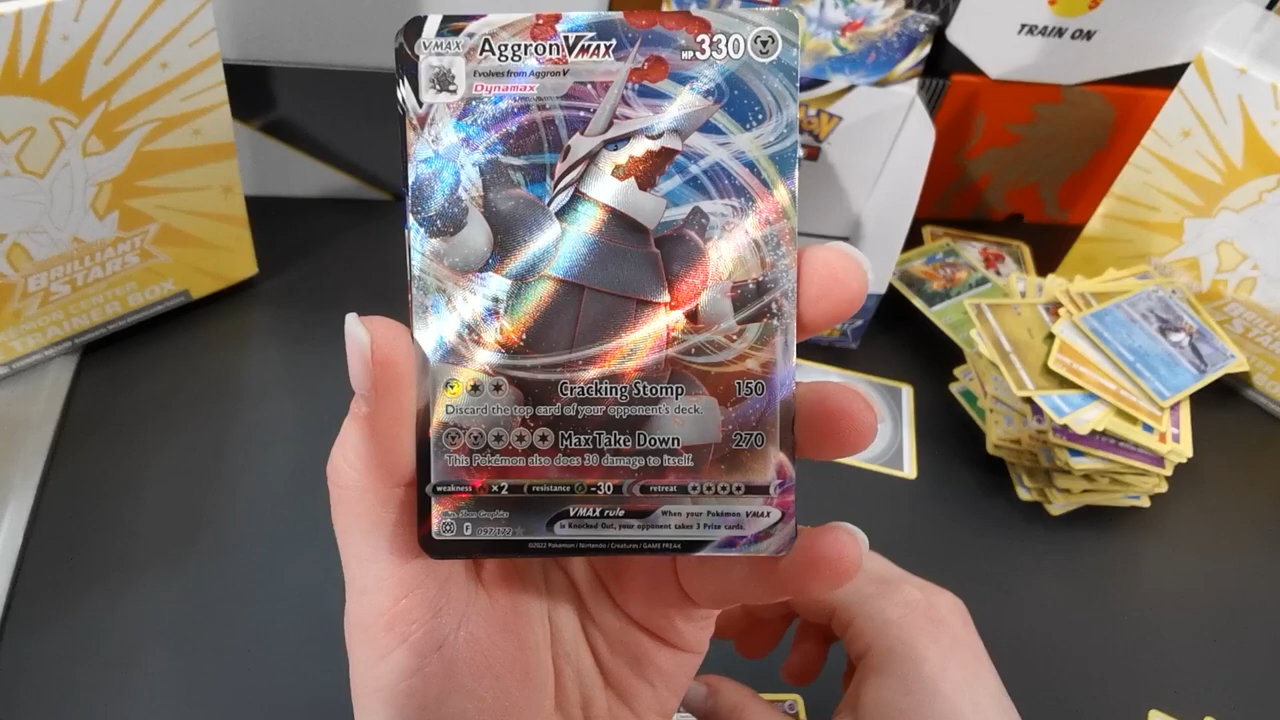 TRAIN ON
VMAX Aggron VMAX HP 330
Evolves from Aggron V
Dynamax
BRILLIANT
STARS
TRAINER BOX
Cracking Stomp 150
Discard the top card of your opponent's deck.
Max Take Down 270
This Pokémon also does 30 damage to itself.
weakness ×2 resistance -30 retreat
Illus. 5ban Graphics
F 097/172
VMAX rule When your Pokémon VMAX
is Knocked Out, your opponent takes 3 Prize cards.
©2022 Pokémon / Nintendo / Creatures / GAME FREAK